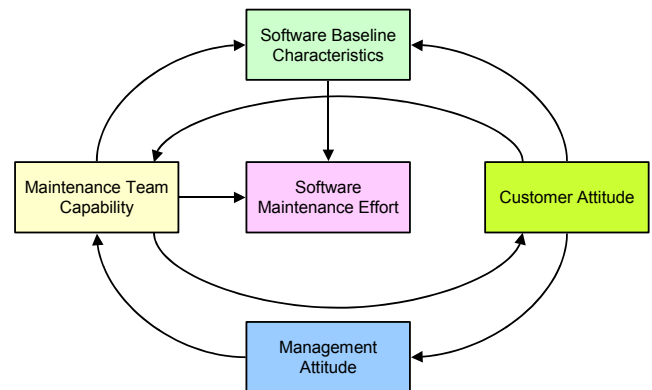 Software Baseline
Characteristics
Maintenance Team
Capability
Software
Maintenance Effort
Customer Attitude
Management
Attitude